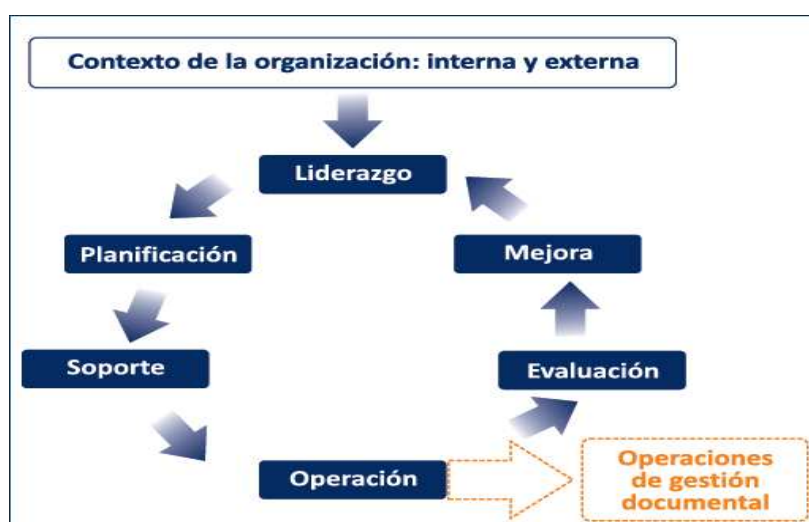 Contexto de la organización: interna y externa
Liderazgo
Planificación
Mejora
Soporte
Evaluación
Operación
Operaciones
de gestión
documental